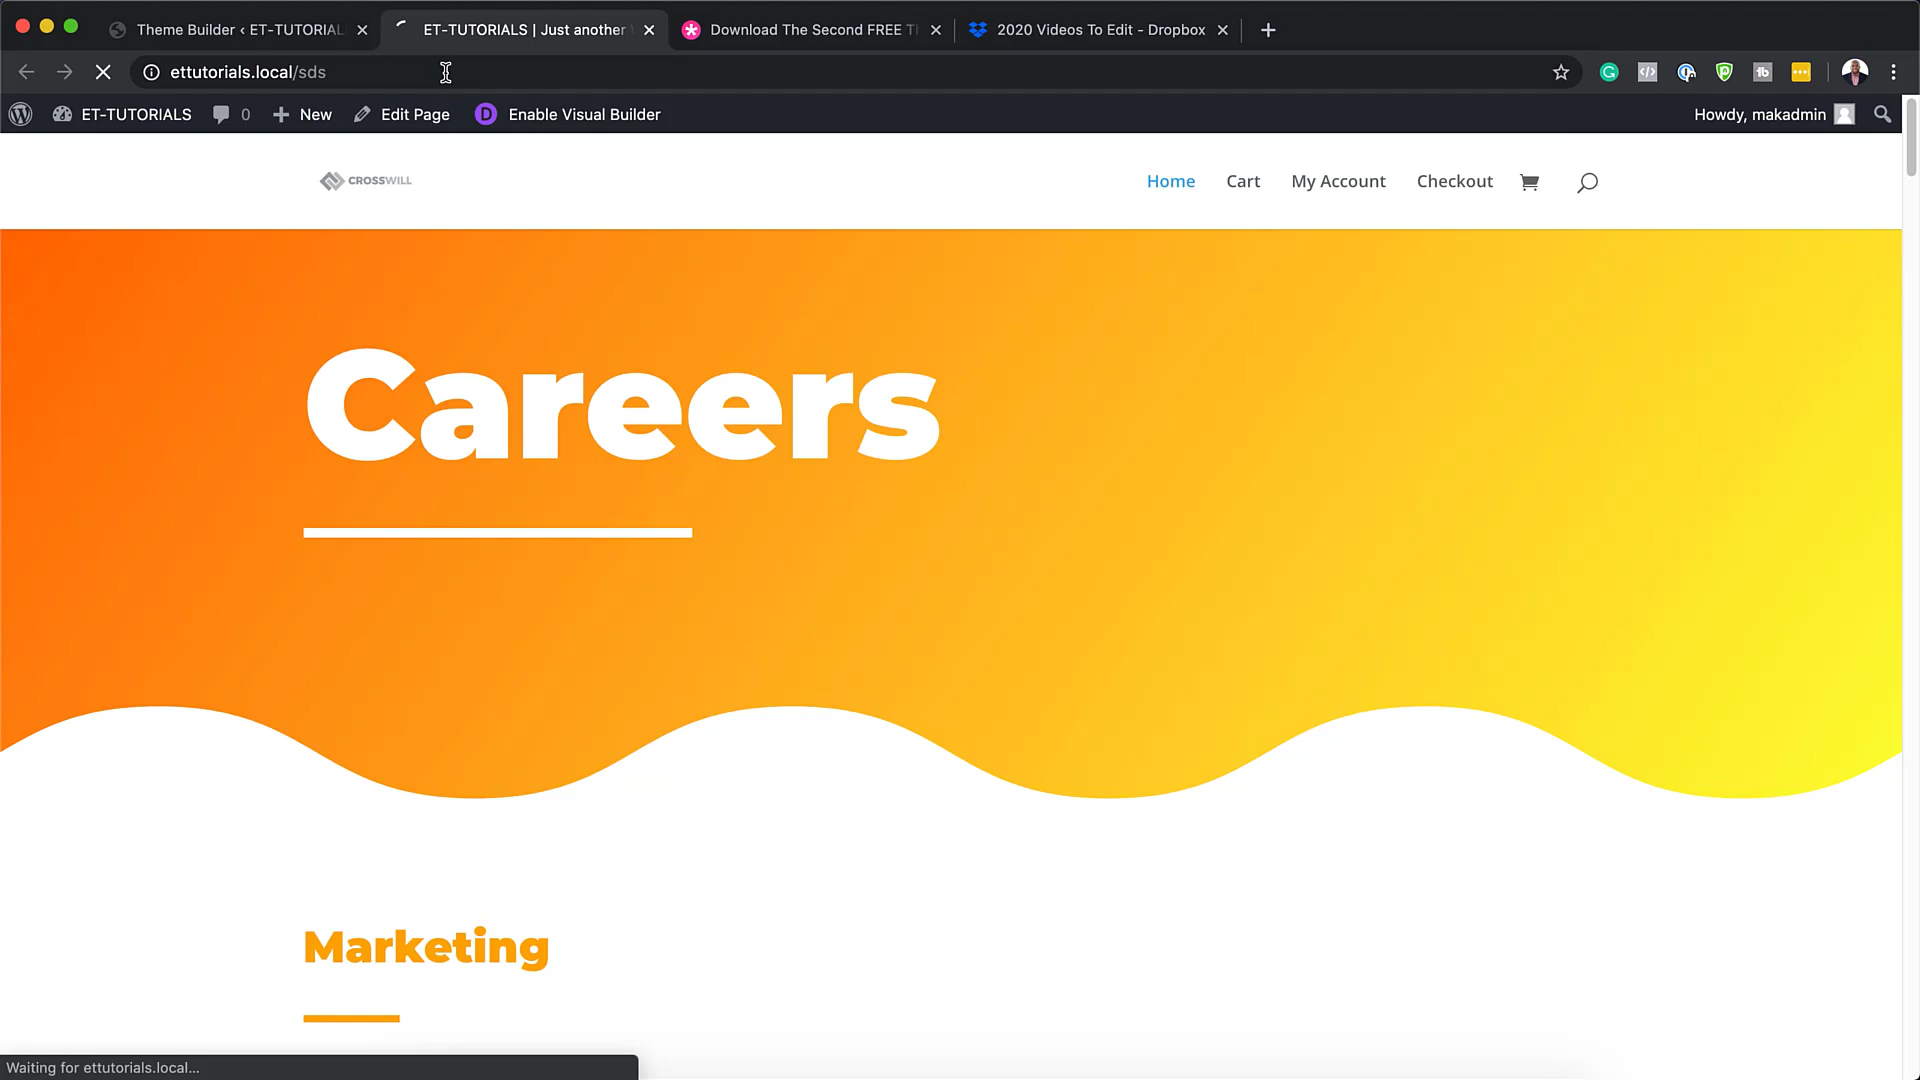 Theme Builder ‹ ET-TUTORIAL
ET-TUTORIALS | Just another
Download The Second FREE T
2020 Videos To Edit - Dropbox
ettutorials.local/sds
ET-TUTORIALS
0
New
Edit Page
D
Enable Visual Builder
Howdy, makadmin
CROSSWILL
Home
Cart
My Account
Checkout
Careers
Marketing
Waiting for ettutorials.local...